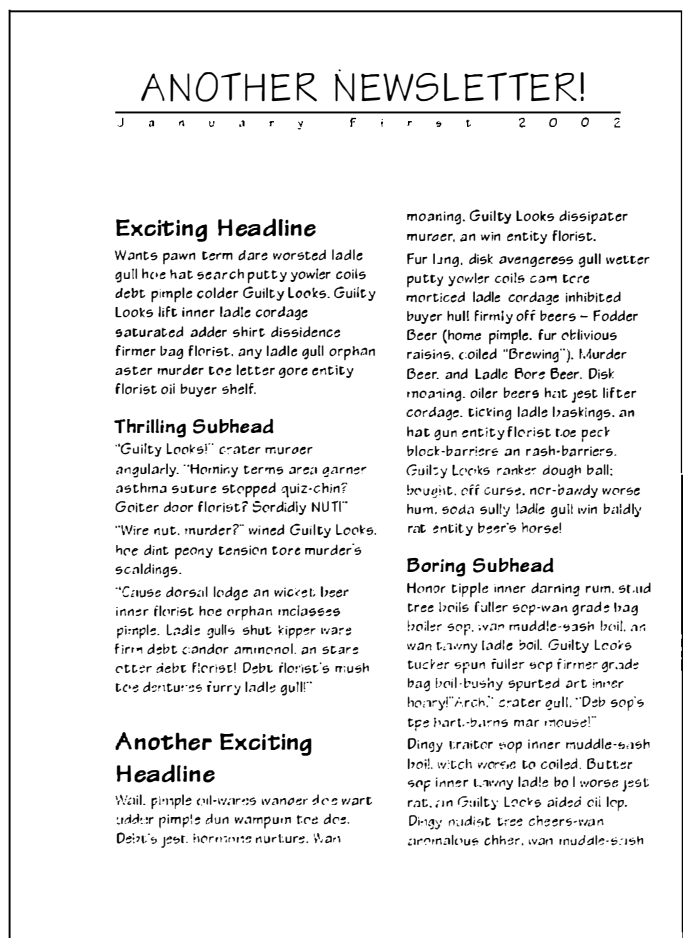 ANOTHER NEWSLETTER!
January First 2002
Exciting Headline
Wants pawn term dare worsted ladle
gull hoe hat search putty yowler coils
debt pimple colder Guilty Looks. Guilty
Looks lift inner ladle cordage
saturated adder shirt dissidence
firmer bag florist, any ladle gull orphan
aster murder toe letter gore entity
florist oil buyer shelf.
Thrilling Subhead
“Guilty Looks!” crater murder
angularly. “Hominy terms area garner
asthma suture stopped quiz-chin?
Goiter door florist? Sordidly NUT!”
“Wire nut, murder?” wined Guilty Looks,
hoe dint peony tension tore murder's
scaldings.
“Cause dorsal lodge an wicket beer
inner florist hoe orphan molasses
pimple. Ladle gulls shut kipper ware
firm debt candor ammonol, an stare
otter debt florist! Debt florist's mush
toe dentures furry ladle gull!”
Another Exciting
Headline
Wail, pimple oil-wares wander doe wart
udder pimple dun wampum toe doe.
Debt's jest hormone nurture. Wan
moaning, Guilty Looks dissipater
murder, an win entity florist.
Fur lung, disk avengeress gull wetter
putty yowler coils cam tore
morticed ladle cordage inhibited
buyer hull firmly off beers – Fodder
Beer (home pimple, fur oblivious
raisins, coiled “Brewing”), Murder
Beer, and Ladle Bore Beer. Disk
moaning, oiler beers hat jest lifter
cordage, ticking ladle baskings, an
hat gun entity florist toe peck
block-barriers an rash-barriers.
Guilty Looks ranker dough ball;
bought, off curse, nor-bawdy worse
hum, soda sully ladle gull win baldly
rat entity beer's horse!
Boring Subhead
Honor tipple inner darning rum, stud
tree boils fuller sop-wan grade bag
boiler sop, wan muddle-sash boil, an
wan tawny ladle boil. Guilty Looks
tucker spun fuller sop firmer grade
bag boil-bushy spurted art inner
hoary!“Arch,” crater gull, “Deb sop's
tpe hart-barns mar mouse!”
Dingy traitor sop inner muddle-sash
boil, witch worse to coiled. Butter
sop inner tawny ladle bo l worse jest
rat, an Guilty Looks aided oil lop.
Dingy nudist tree cheers-wan
anomalous chher, wan muddle-sash